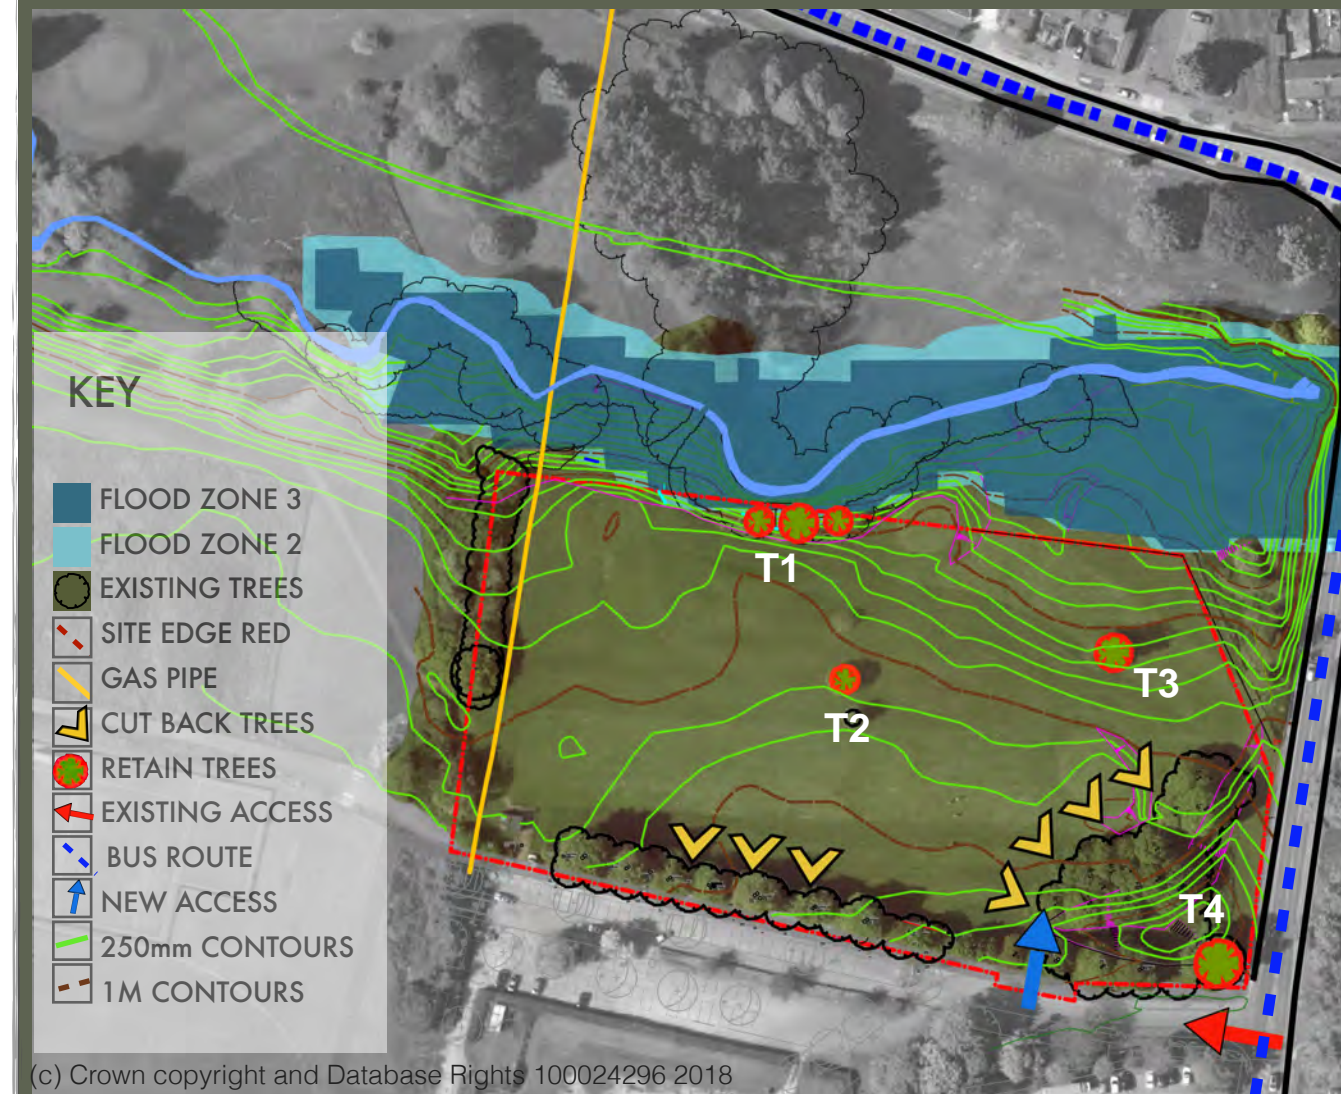 KEY
FLOOD ZONE 3
FLOOD ZONE 2
EXISTING TREES
SITE EDGE RED
GAS PIPE
CUT BACK TREES
RETAIN TREES
EXISTING ACCESS
BUS ROUTE
NEW ACCESS
250mm CONTOURS
1M CONTOURS
T1
T2
T3
T4
(c) Crown copyright and Database Rights 100024296 2018